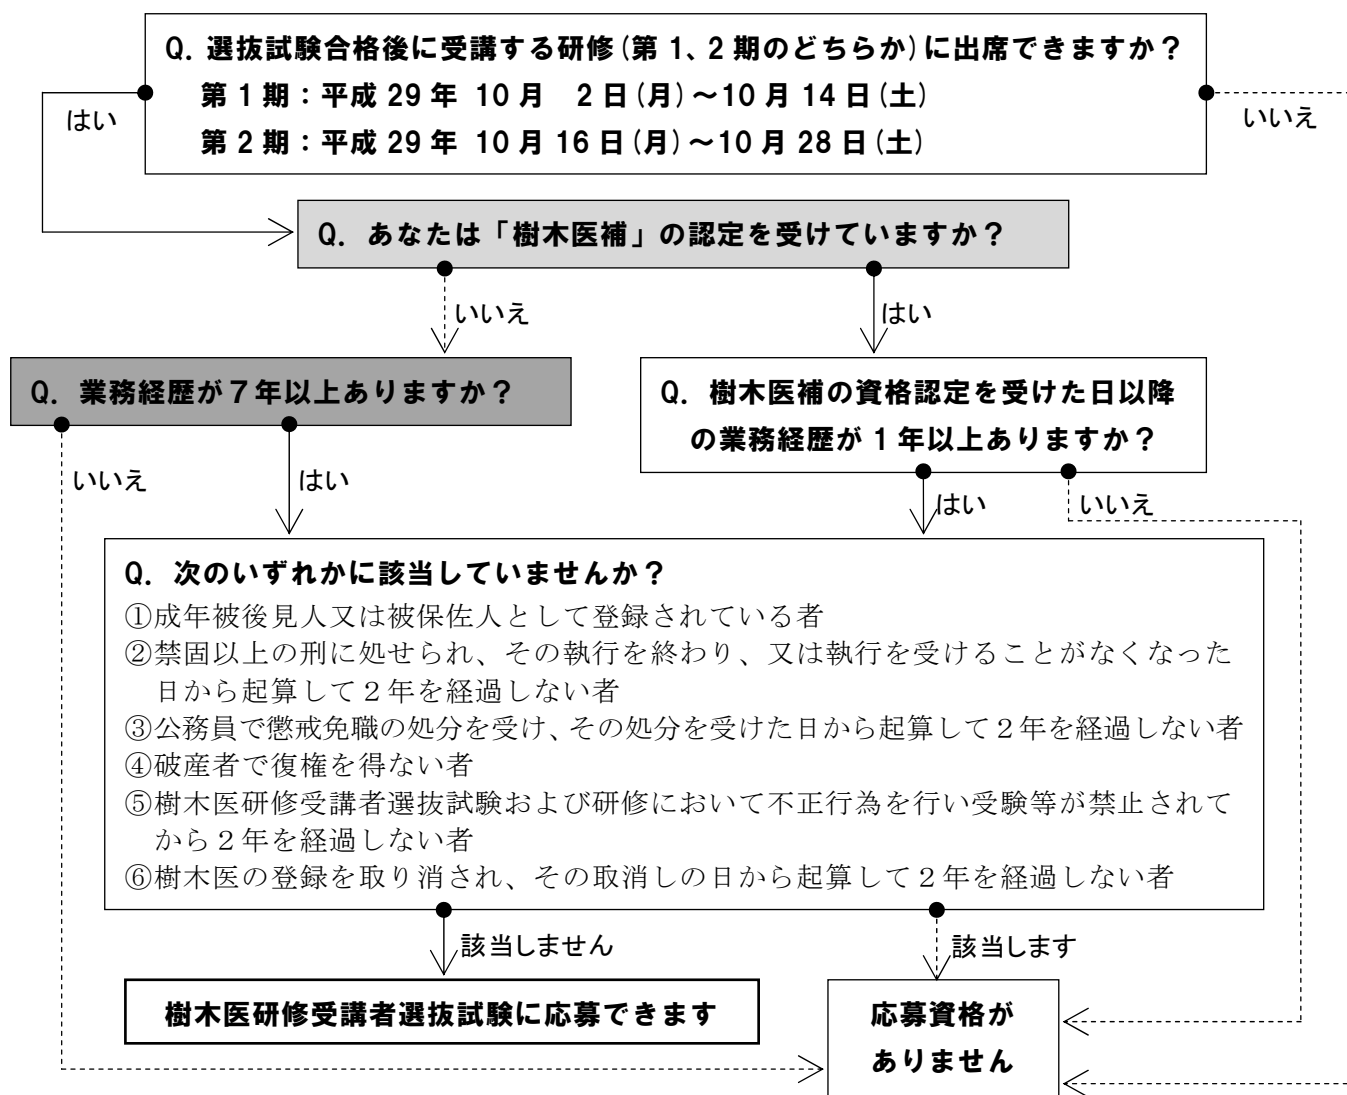 Q. 選抜試験合格後に受講する研修(第1、2期のどちらか)に出席できますか？
第1期：平成29年 10月　2日(月)～10月14日(土)
第2期：平成29年 10月16日(月)～10月28日(土)
はい
いいえ
Q. あなたは「樹木医補」の認定を受けていますか？
いいえ
はい
Q. 業務経歴が７年以上ありますか？
Q. 樹木医補の資格認定を受けた日以降
の業務経歴が1年以上ありますか？
いいえ
はい
はい
いいえ
Q. 次のいずれかに該当していませんか？
①成年被後見人又は被保佐人として登録されている者
②禁固以上の刑に処せられ、その執行を終わり、又は執行を受けることがなくなった
日から起算して２年を経過しない者
③公務員で懲戒免職の処分を受け、その処分を受けた日から起算して２年を経過しない者
④破産者で復権を得ない者
⑤樹木医研修受講者選抜試験および研修において不正行為を行い受験等が禁止されて
から２年を経過しない者
⑥樹木医の登録を取り消され、その取消しの日から起算して２年を経過しない者
該当しません
該当します
樹木医研修受講者選抜試験に応募できます
応募資格が
ありません